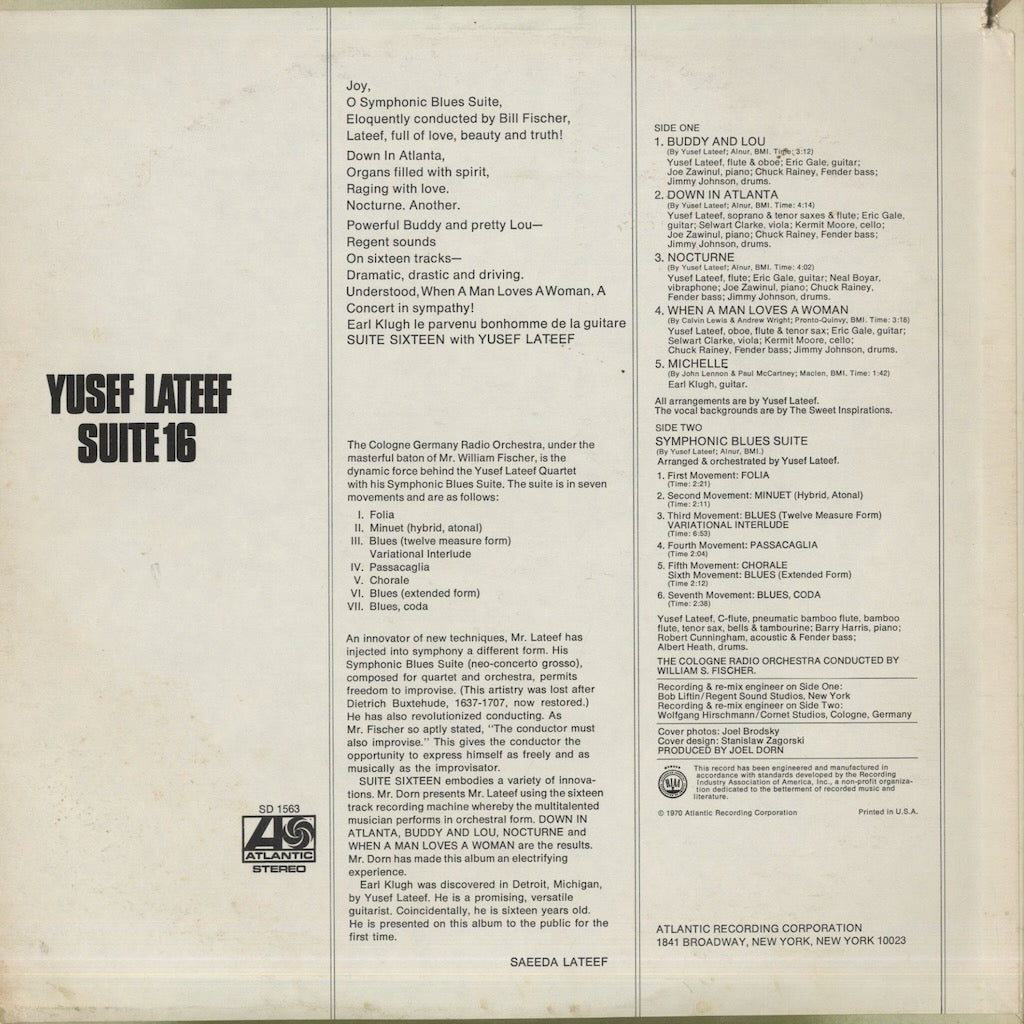 YUSEF LATEEF
SUITE 16
SD 1563
ATLANTIC
STEREO
Joy,
O Symphonic Blues Suite,
Eloquently conducted by Bill Fischer,
Lateef, full of love, beauty and truth!
Down In Atlanta,
Organs filled with spirit,
Raging with love.
Nocturne. Another.
Powerful Buddy and pretty Lou—
Regent sounds
On sixteen tracks—
Dramatic, drastic and driving.
Understood, When A Man Loves A Woman, A
Concert in sympathy!
Earl Klugh le parvenu bonhomme de la guitare
SUITE SIXTEEN with YUSEF LATEEF
The Cologne Germany Radio Orchestra, under the
masterful baton of Mr. William Fischer, is the
dynamic force behind the Yusef Lateef Quartet
with his Symphonic Blues Suite. The suite is in seven
movements and are as follows:
I. Folia
II. Minuet (hybrid, atonal)
III. Blues (twelve measure form)
Variational Interlude
IV. Passacaglia
V. Chorale
VI. Blues (extended form)
VII. Blues, coda
An innovator of new techniques, Mr. Lateef has
injected into symphony a different form. His
Symphonic Blues Suite (neo-concerto grosso),
composed for quartet and orchestra, permits
freedom to improvise. (This artistry was lost after
Dietrich Buxtehude, 1637-1707, now restored.)
He has also revolutionized conducting. As
Mr. Fischer so aptly stated, "The conductor must
also improvise." This gives the conductor the
opportunity to express himself as freely and as
musically as the improvisator.
SUITE SIXTEEN embodies a variety of innova-
tions. Mr. Dorn presents Mr. Lateef using the sixteen
track recording machine whereby the multitalented
musician performs in orchestral form. DOWN IN
ATLANTA, BUDDY AND LOU, NOCTURNE and
WHEN A MAN LOVES A WOMAN are the results.
Mr. Dorn has made this album an electrifying
experience.
Earl Klugh was discovered in Detroit, Michigan,
by Yusef Lateef. He is a promising, versatile
guitarist. Coincidentally, he is sixteen years old.
He is presented on this album to the public for the
first time.
SAEEDA LATEEF
SIDE ONE
1. BUDDY AND LOU
(By Yusef Lateef; Alnur, BMI. Time: 3:12)
Yusef Lateef, flute & oboe; Eric Gale, guitar;
Joe Zawinul, piano; Chuck Rainey, Fender bass;
Jimmy Johnson, drums.
2. DOWN IN ATLANTA
(By Yusef Lateef; Alnur, BMI. Time: 4:14)
Yusef Lateef, soprano & tenor saxes & flute; Eric Gale,
guitar; Selwart Clarke, viola; Kermit Moore, cello;
Joe Zawinul, piano; Chuck Rainey, Fender bass;
Jimmy Johnson, drums.
3. NOCTURNE
(By Yusef Lateef; Alnur, BMI. Time: 4:02)
Yusef Lateef, flute; Eric Gale, guitar; Neal Boyar,
vibraphone; Joe Zawinul, piano; Chuck Rainey,
Fender bass; Jimmy Johnson, drums.
4. WHEN A MAN LOVES A WOMAN
(By Calvin Lewis & Andrew Wright; Pronto-Quinvy, BMI. Time: 3:18)
Yusef Lateef, oboe, flute & tenor sax; Eric Gale, guitar;
Selwart Clarke, viola; Kermit Moore, cello;
Chuck Rainey, Fender bass; Jimmy Johnson, drums.
5. MICHELLE
(By John Lennon & Paul McCartney; Maclen, BMI. Time: 1:42)
Earl Klugh, guitar.
All arrangements are by Yusef Lateef.
The vocal backgrounds are by The Sweet Inspirations.
SIDE TWO
SYMPHONIC BLUES SUITE
(By Yusef Lateef; Alnur, BMI.)
Arranged & orchestrated by Yusef Lateef.
1. First Movement: FOLIA
(Time: 2:21)
2. Second Movement: MINUET (Hybrid, Atonal)
(Time: 2:11)
3. Third Movement: BLUES (Twelve Measure Form)
VARIATIONAL INTERLUDE
(Time: 6:53)
4. Fourth Movement: PASSACAGLIA
(Time 2:04)
5. Fifth Movement: CHORALE
Sixth Movement: BLUES (Extended Form)
(Time 2:12)
6. Seventh Movement: BLUES, CODA
(Time: 2:38)
Yusef Lateef, C-flute, pneumatic bamboo flute, bamboo
flute, tenor sax, bells & tambourine; Barry Harris, piano;
Robert Cunningham, acoustic & Fender bass;
Albert Heath, drums.
THE COLOGNE RADIO ORCHESTRA CONDUCTED BY
WILLIAM S. FISCHER.
Recording & re-mix engineer on Side One:
Bob Liftin/Regent Sound Studios, New York
Recording & re-mix engineer on Side Two:
Wolfgang Hirschmann/Cornet Studios, Cologne, Germany
Cover photos: Joel Brodsky
Cover design: Stanislaw Zagorski
PRODUCED BY JOEL DORN
RIAA
This record has been engineered and manufactured in
accordance with standards developed by the Recording
Industry Association of America, Inc., a non-profit organiza-
tion dedicated to the betterment of recorded music and
literature.
© 1970 Atlantic Recording Corporation Printed in U.S.A.
ATLANTIC RECORDING CORPORATION
1841 BROADWAY, NEW YORK, NEW YORK 10023